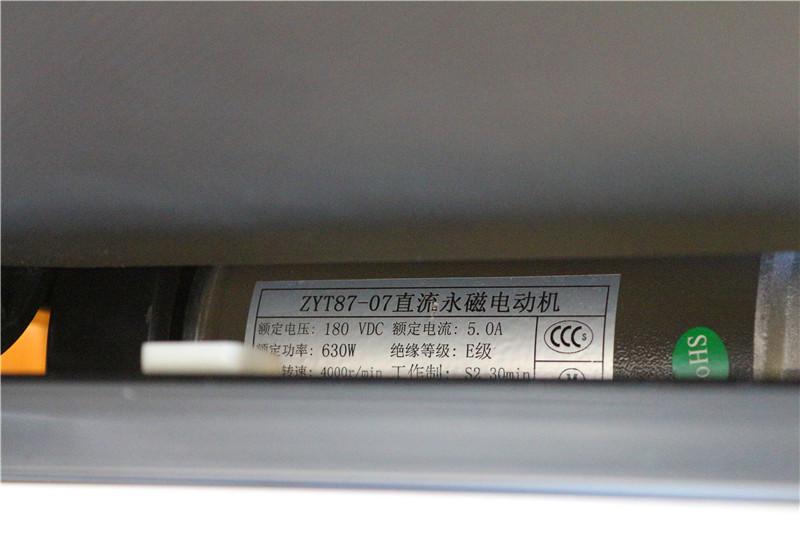 ZYT87-07直流永磁电动机
额定电压: 180 VDC 额定电流: 5.0A
额定功率: 630W 绝缘等级: E级
转速: 4000r/min 工作制: S2 30min
CCC S
RoHS